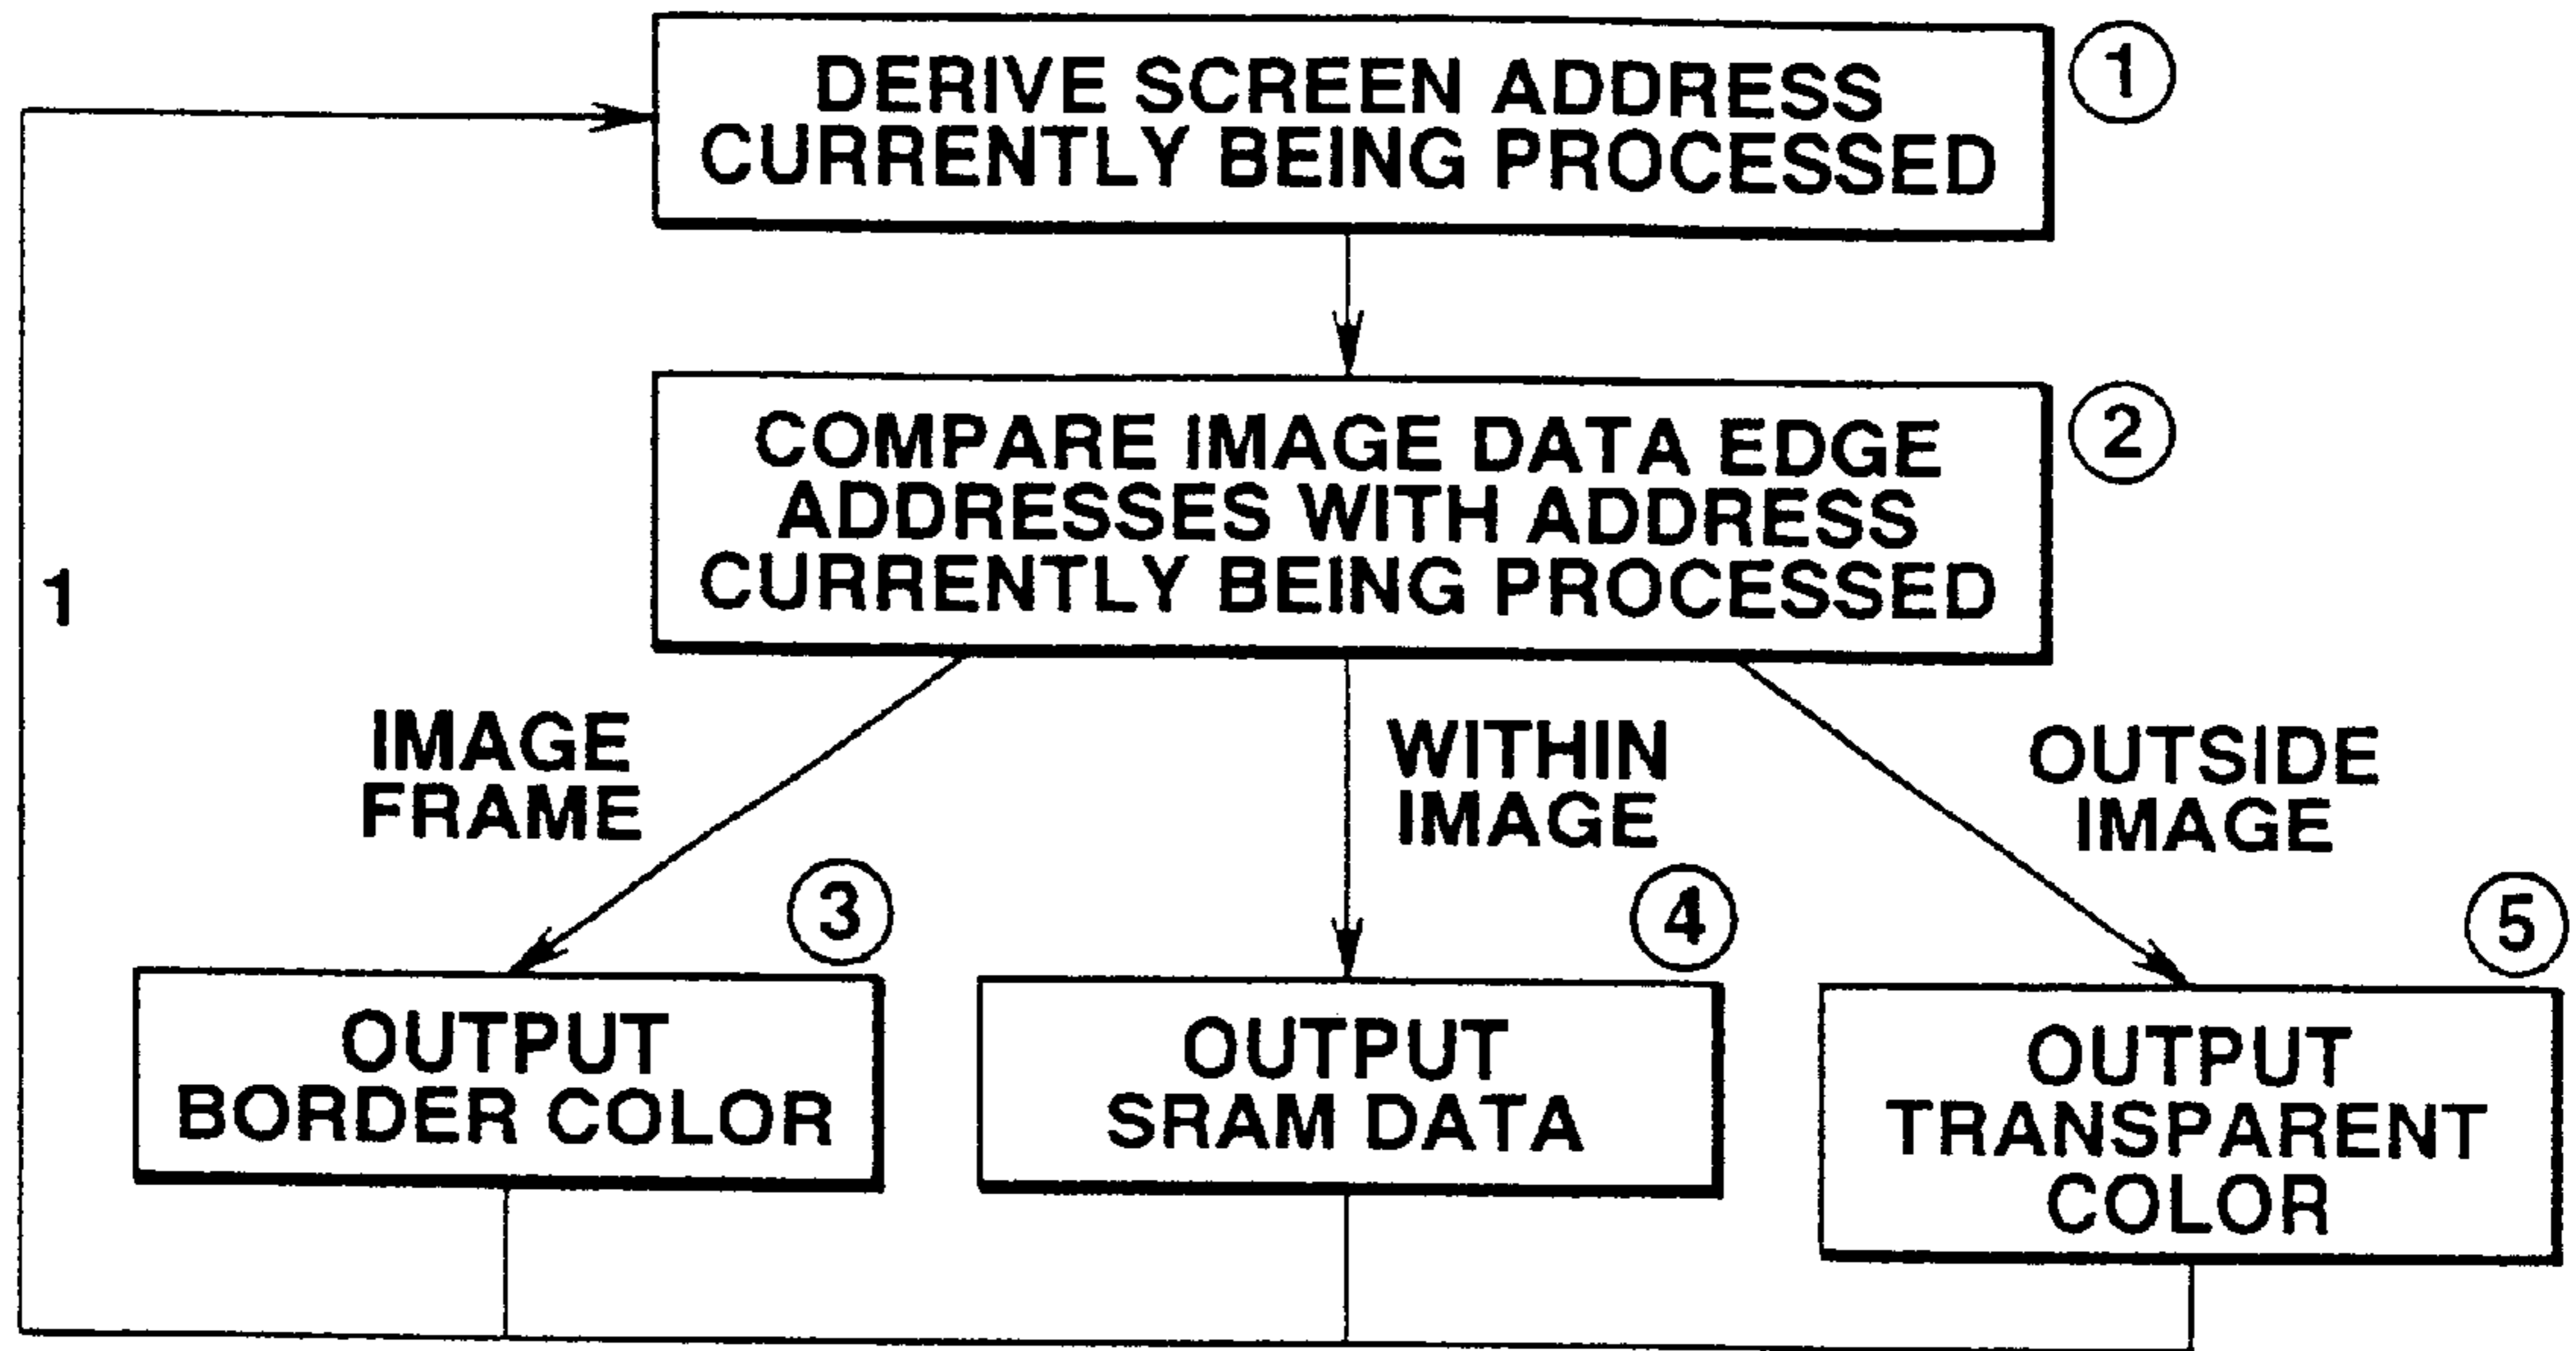 DERIVE SCREEN ADDRESS
CURRENTLY BEING PROCESSED
1
COMPARE IMAGE DATA EDGE
ADDRESSES WITH ADDRESS
CURRENTLY BEING PROCESSED
2
1
IMAGE
FRAME
WITHIN
IMAGE
OUTSIDE
IMAGE
3
OUTPUT
BORDER COLOR
4
OUTPUT
SRAM DATA
5
OUTPUT
TRANSPARENT
COLOR